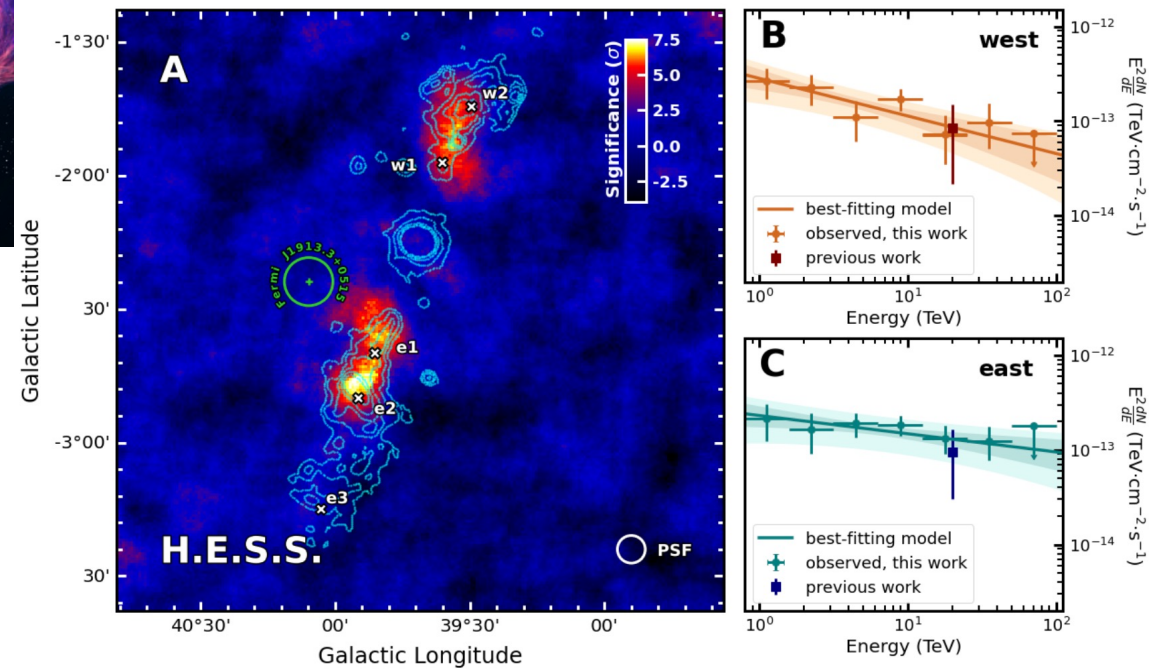 A
Significance (σ)
7.5
5.0
2.5
0.0
-2.5
w2
w1
Fermi J1913.3+0515
e1
e2
e3
H.E.S.S.
PSF
-1°30'
-2°00'
30'
-3°00'
30'
Galactic Latitude
40°30'
00'
39°30'
00'
Galactic Longitude
B
west
best-fitting model
observed, this work
previous work
10⁻¹²
10⁻¹³
10⁻¹⁴
E² dN/dE (TeV·cm⁻²·s⁻¹)
10⁰
10¹
10²
Energy (TeV)
C
east
best-fitting model
observed, this work
previous work
10⁻¹²
10⁻¹³
10⁻¹⁴
E² dN/dE (TeV·cm⁻²·s⁻¹)
10⁰
10¹
10²
Energy (TeV)